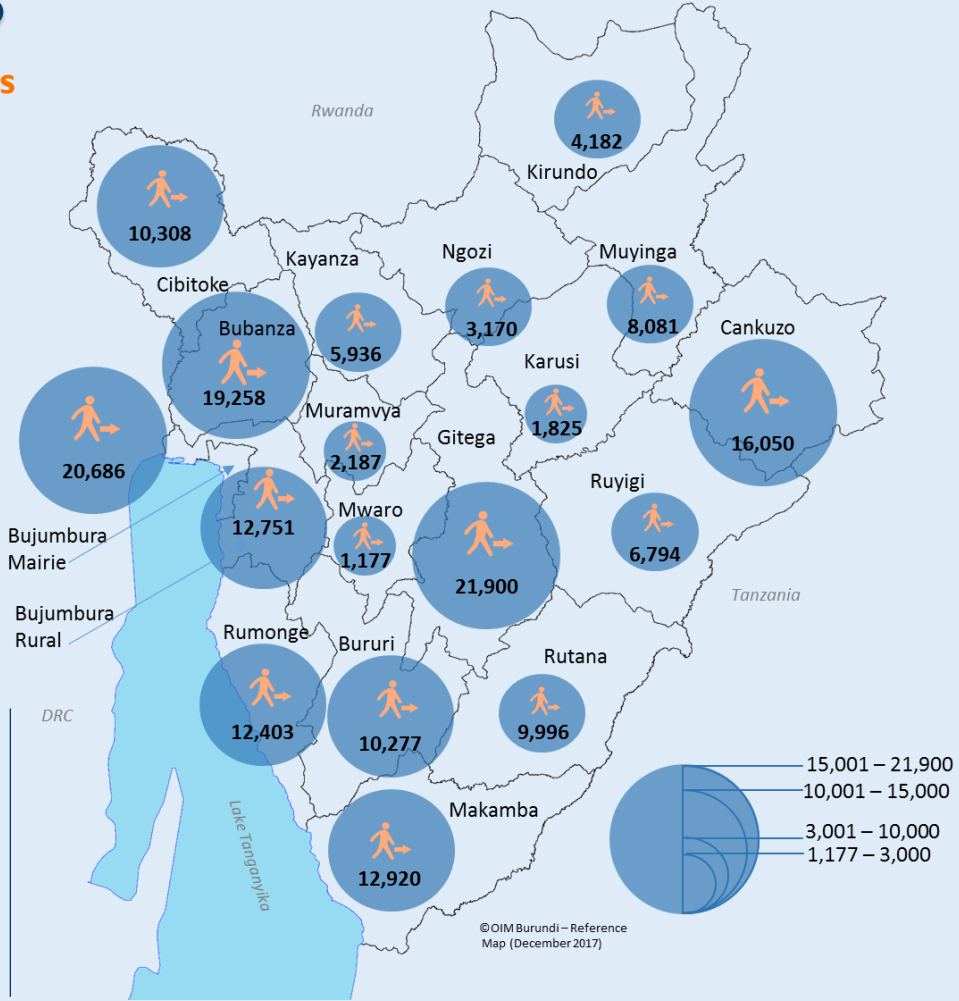 s
Rwanda
4,182
Kirundo
10,308
Cibitoke
Kayanza
5,936
Ngozi
3,170
Muyinga
8,081
Cankuzo
16,050
Bubanza
19,258
Karusi
1,825
20,686
Muramvya
2,187
Gitega
21,900
Ruyigi
6,794
Bujumbura
Mairie
12,751
Mwaro
1,177
Tanzania
Bujumbura
Rural
Rumonge
12,403
Bururi
10,277
Rutana
9,996
DRC
Lake Tanganyika
Makamba
12,920
15,001 – 21,900
10,001 – 15,000
3,001 – 10,000
1,177 – 3,000
©OIM Burundi – Reference
Map (December 2017)